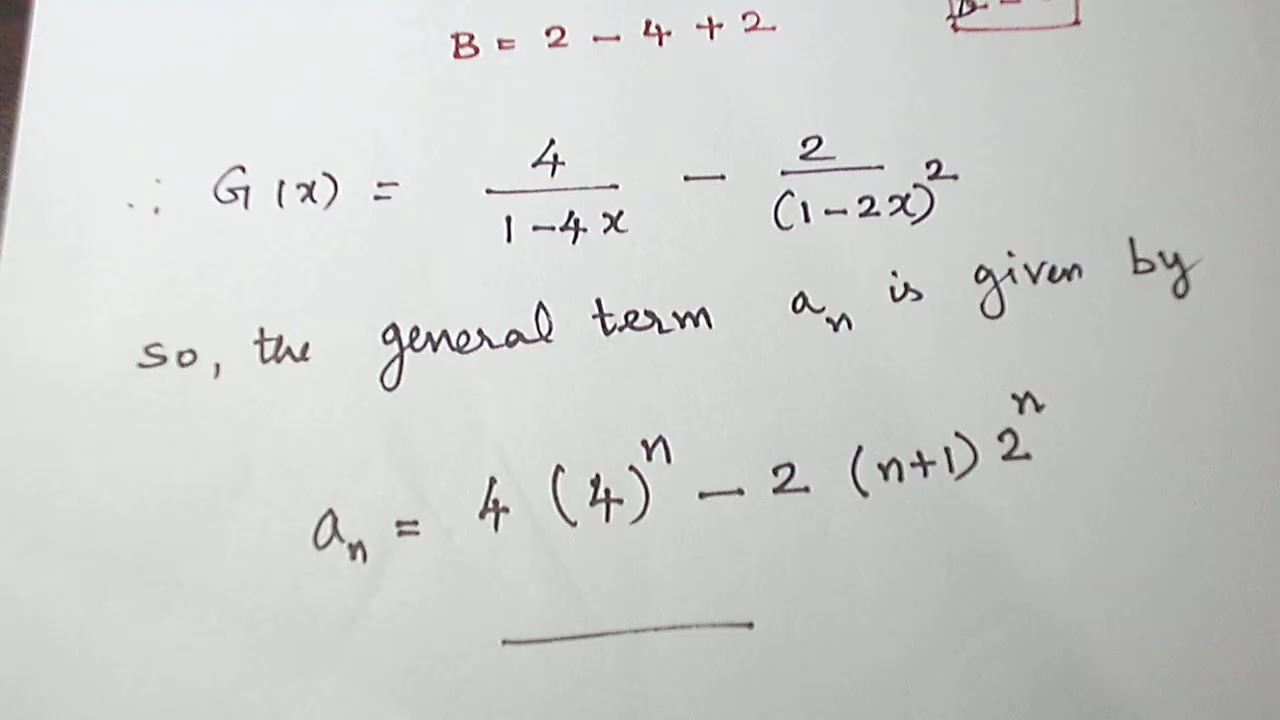 B = 2 - 4 + 2
∴ G(x) = 4/(1-4x) - 2/(1-2x)²
so, the general term aₙ is given by
aₙ = 4 (4)ⁿ - 2 (n+1) 2ⁿ